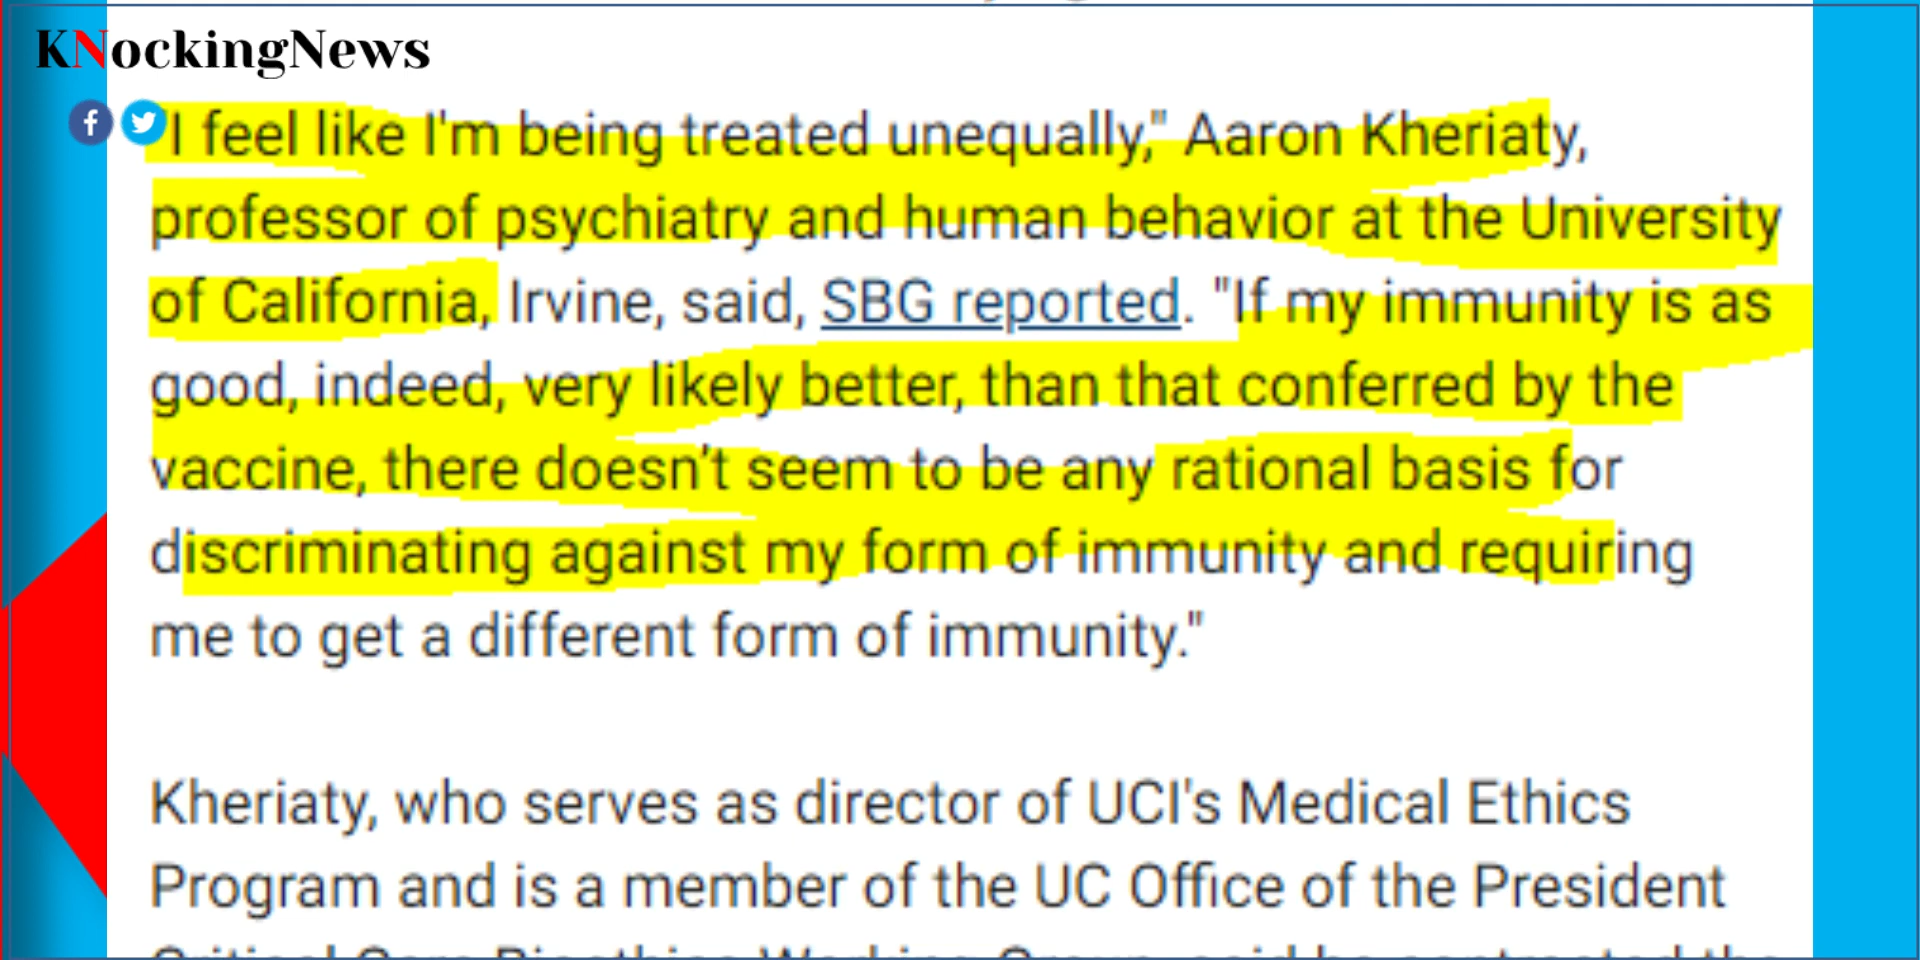 KNockingNews
"I feel like I'm being treated unequally," Aaron Kheriaty,
professor of psychiatry and human behavior at the University
of California, Irvine, said, SBG reported. "If my immunity is as
good, indeed, very likely better, than that conferred by the
vaccine, there doesn't seem to be any rational basis for
discriminating against my form of immunity and requiring
me to get a different form of immunity."
Kheriaty, who serves as director of UCI's Medical Ethics
Program and is a member of the UC Office of the President